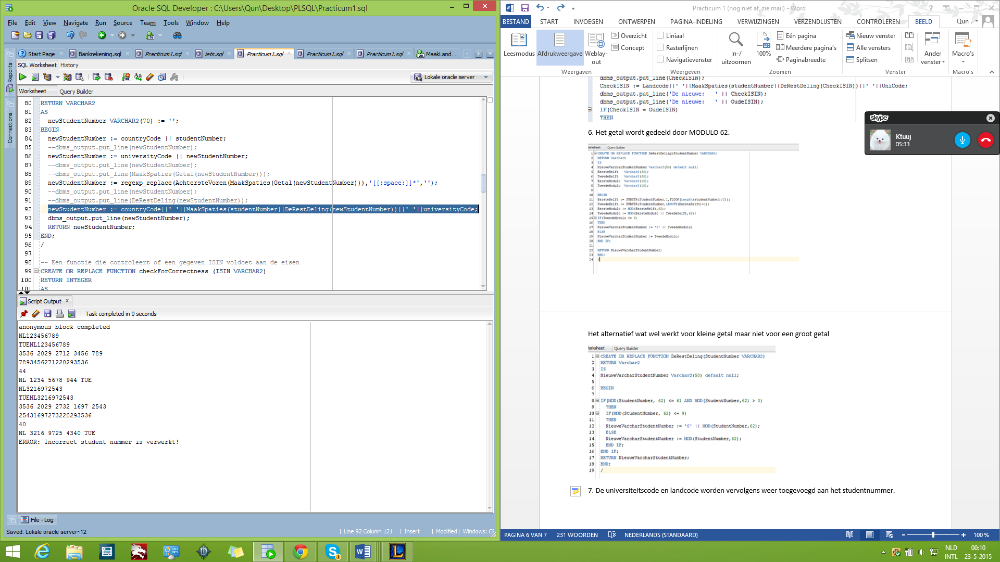 Oracle SQL Developer : C:\Users\Qun\Desktop\PLSQL\Practicum1.sql
File Edit View Navigate Run Source Team Tools Window Help
Start Page Bankrekening.sql Practicum1.sql iets.sql Practicum1.sql Practicum1.sql Practicum1.sql MaakLand...
SQL Worksheet History
Lokale oracle server
Worksheet Query Builder
Reports
Connections
80 RETURN VARCHAR2
81 AS
82 newStudentNumber VARCHAR2(70) := '';
83 BEGIN
84 newStudentNumber := countryCode || studentNumber;
85 --dbms_output.put_line(newStudentNumber);
86 newStudentNumber := universityCode || newStudentNumber;
87 --dbms_output.put_line(newStudentNumber);
88 --dbms_output.put_line(MaakSpaties(Getal(newStudentNumber)));
89 newStudentNumber := regexp_replace(AchtersteVoren(MaakSpaties(Getal(newStudentNumber))),'[[:space:]]*','');
90 --dbms_output.put_line(newStudentNumber);
91 --dbms_output.put_line(DeRestDeling(newStudentNumber));
92 newStudentNumber := countryCode||' '||MaakSpaties(studentNumber||DeRestDeling(newStudentNumber))||' '||universityCode;
93 dbms_output.put_line(newStudentNumber);
94 RETURN newStudentNumber;
95 END;
96 /
97
98 -- Een functie die controleert of een gegeven ISIN voldoet aan de eisen
99 CREATE OR REPLACE FUNCTION checkForCorrectness (ISIN VARCHAR2)
100 RETURN INTEGER
101 AS
Script Output x
Task completed in 0 seconds
anonymous block completed
NL123456789
TUENL123456789
3536 2029 2712 3456 789
7893456271220293536
44
NL 1234 5678 944 TUE
NL3216972543
TUENL3216972543
3536 2029 2732 1697 2543
25431697273220293536
40
NL 3216 9725 4340 TUE
ERROR: Incorrect student nummer is verwerkt!
File - Log
Saved: Lokale oracle server~12
Line 92 Column 121 Insert Modified Windows: CF
Practicum 1 (nog niet af, zie mail) - Word
BESTAND START INVOEGEN ONTWERPEN PAGINA-INDELING VERWIJZINGEN VERZENDLIJSTEN CONTROLEREN BEELD Qun .
Leesmodus Afdrukweergave Weblay-out Overzicht Concept
Weergaven
Liniaal Rasterlijnen Navigatievenster
Weergeven
In-/uitzoomen 100% Eén pagina Meerdere pagina's Paginabreedte
Zoomen
Nieuw venster Alle vensters Splitsen Ander venster
Venster
Macro's
Macro's
dbms_output.put_line(CheckISIN);
CheckISIN := Landcode||' '||MaakSpaties(studentNumber||DeRestDeling(CheckISIN))||' '||UniCode;
dbms_output.put_line('De nieuwe: ' || CheckISIN);
dbms_output.put_line('De nieuwe: ' || OudeISIN);
IF(CheckISIN = OudeISIN)
THEN
skype
Ktuuj
05:33
6. Het getal wordt gedeeld door MODULO 62.
Worksheet Query Builder
1 CREATE OR REPLACE FUNCTION DeRestDeling(StudentNumber VARCHAR2)
2 RETURN Varchar2
3 IS
4 NieuweVarcharStudentNumber Varchar2(50) default null;
5 EersteHelft Varchar2(30);
6 TweedeHelft Varchar2(30);
7 EersteModulo Varchar2(10);
8 TweedeModulo Varchar2(10);
9
10 BEGIN
11 EersteHelft := SUBSTR(StudentNumber,1,FLOOR(Length(studentNumber)/2));
12 TweedeHelft := SUBSTR(StudentNumber,LENGTH(EersteHelft)+1);
13 EersteModulo := MOD(EersteHelft,62);
14 TweedeModulo := MOD(EersteModulo || TweedeHelft,62);
15 IF(TweedeModulo <= 9)
16 THEN
17 NieuweVarcharStudentNumber := '0' || TweedeModulo;
18 ELSE
19 NieuweVarcharStudentNumber := TweedeModulo;
20 END IF;
21
22 RETURN NieuweVarcharStudentNumber;
23 END;
24 /
Het alternatief wat wel werkt voor kleine getal maar niet voor een groot getal
Worksheet Query Builder
1 CREATE OR REPLACE FUNCTION DeRestDeling(StudentNumber VARCHAR2)
2 RETURN Varchar2
3 IS
4 NieuweVarcharStudentNumber Varchar2(50) default null;
5
6 BEGIN
7
8 IF(MOD(StudentNumber, 62) <= 61 AND MOD(StudentNumber,62) > 0)
9 THEN
10 IF(MOD(StudentNumber, 62) <= 9)
11 THEN
12 NieuweVarcharStudentNumber := '0' || MOD(StudentNumber,62);
13 ELSE
14 NieuweVarcharStudentNumber := MOD(StudentNumber,62);
15 END IF;
16 END IF;
17 RETURN NieuweVarcharStudentNumber;
18 END;
19 /
7. De universiteitscode en landcode worden vervolgens weer toegevoegd aan het studentnummer.
PAGINA 6 VAN 7 231 WOORDEN NEDERLANDS (STANDAARD) 100 %
NLD 00:10
INTL 23-5-2015